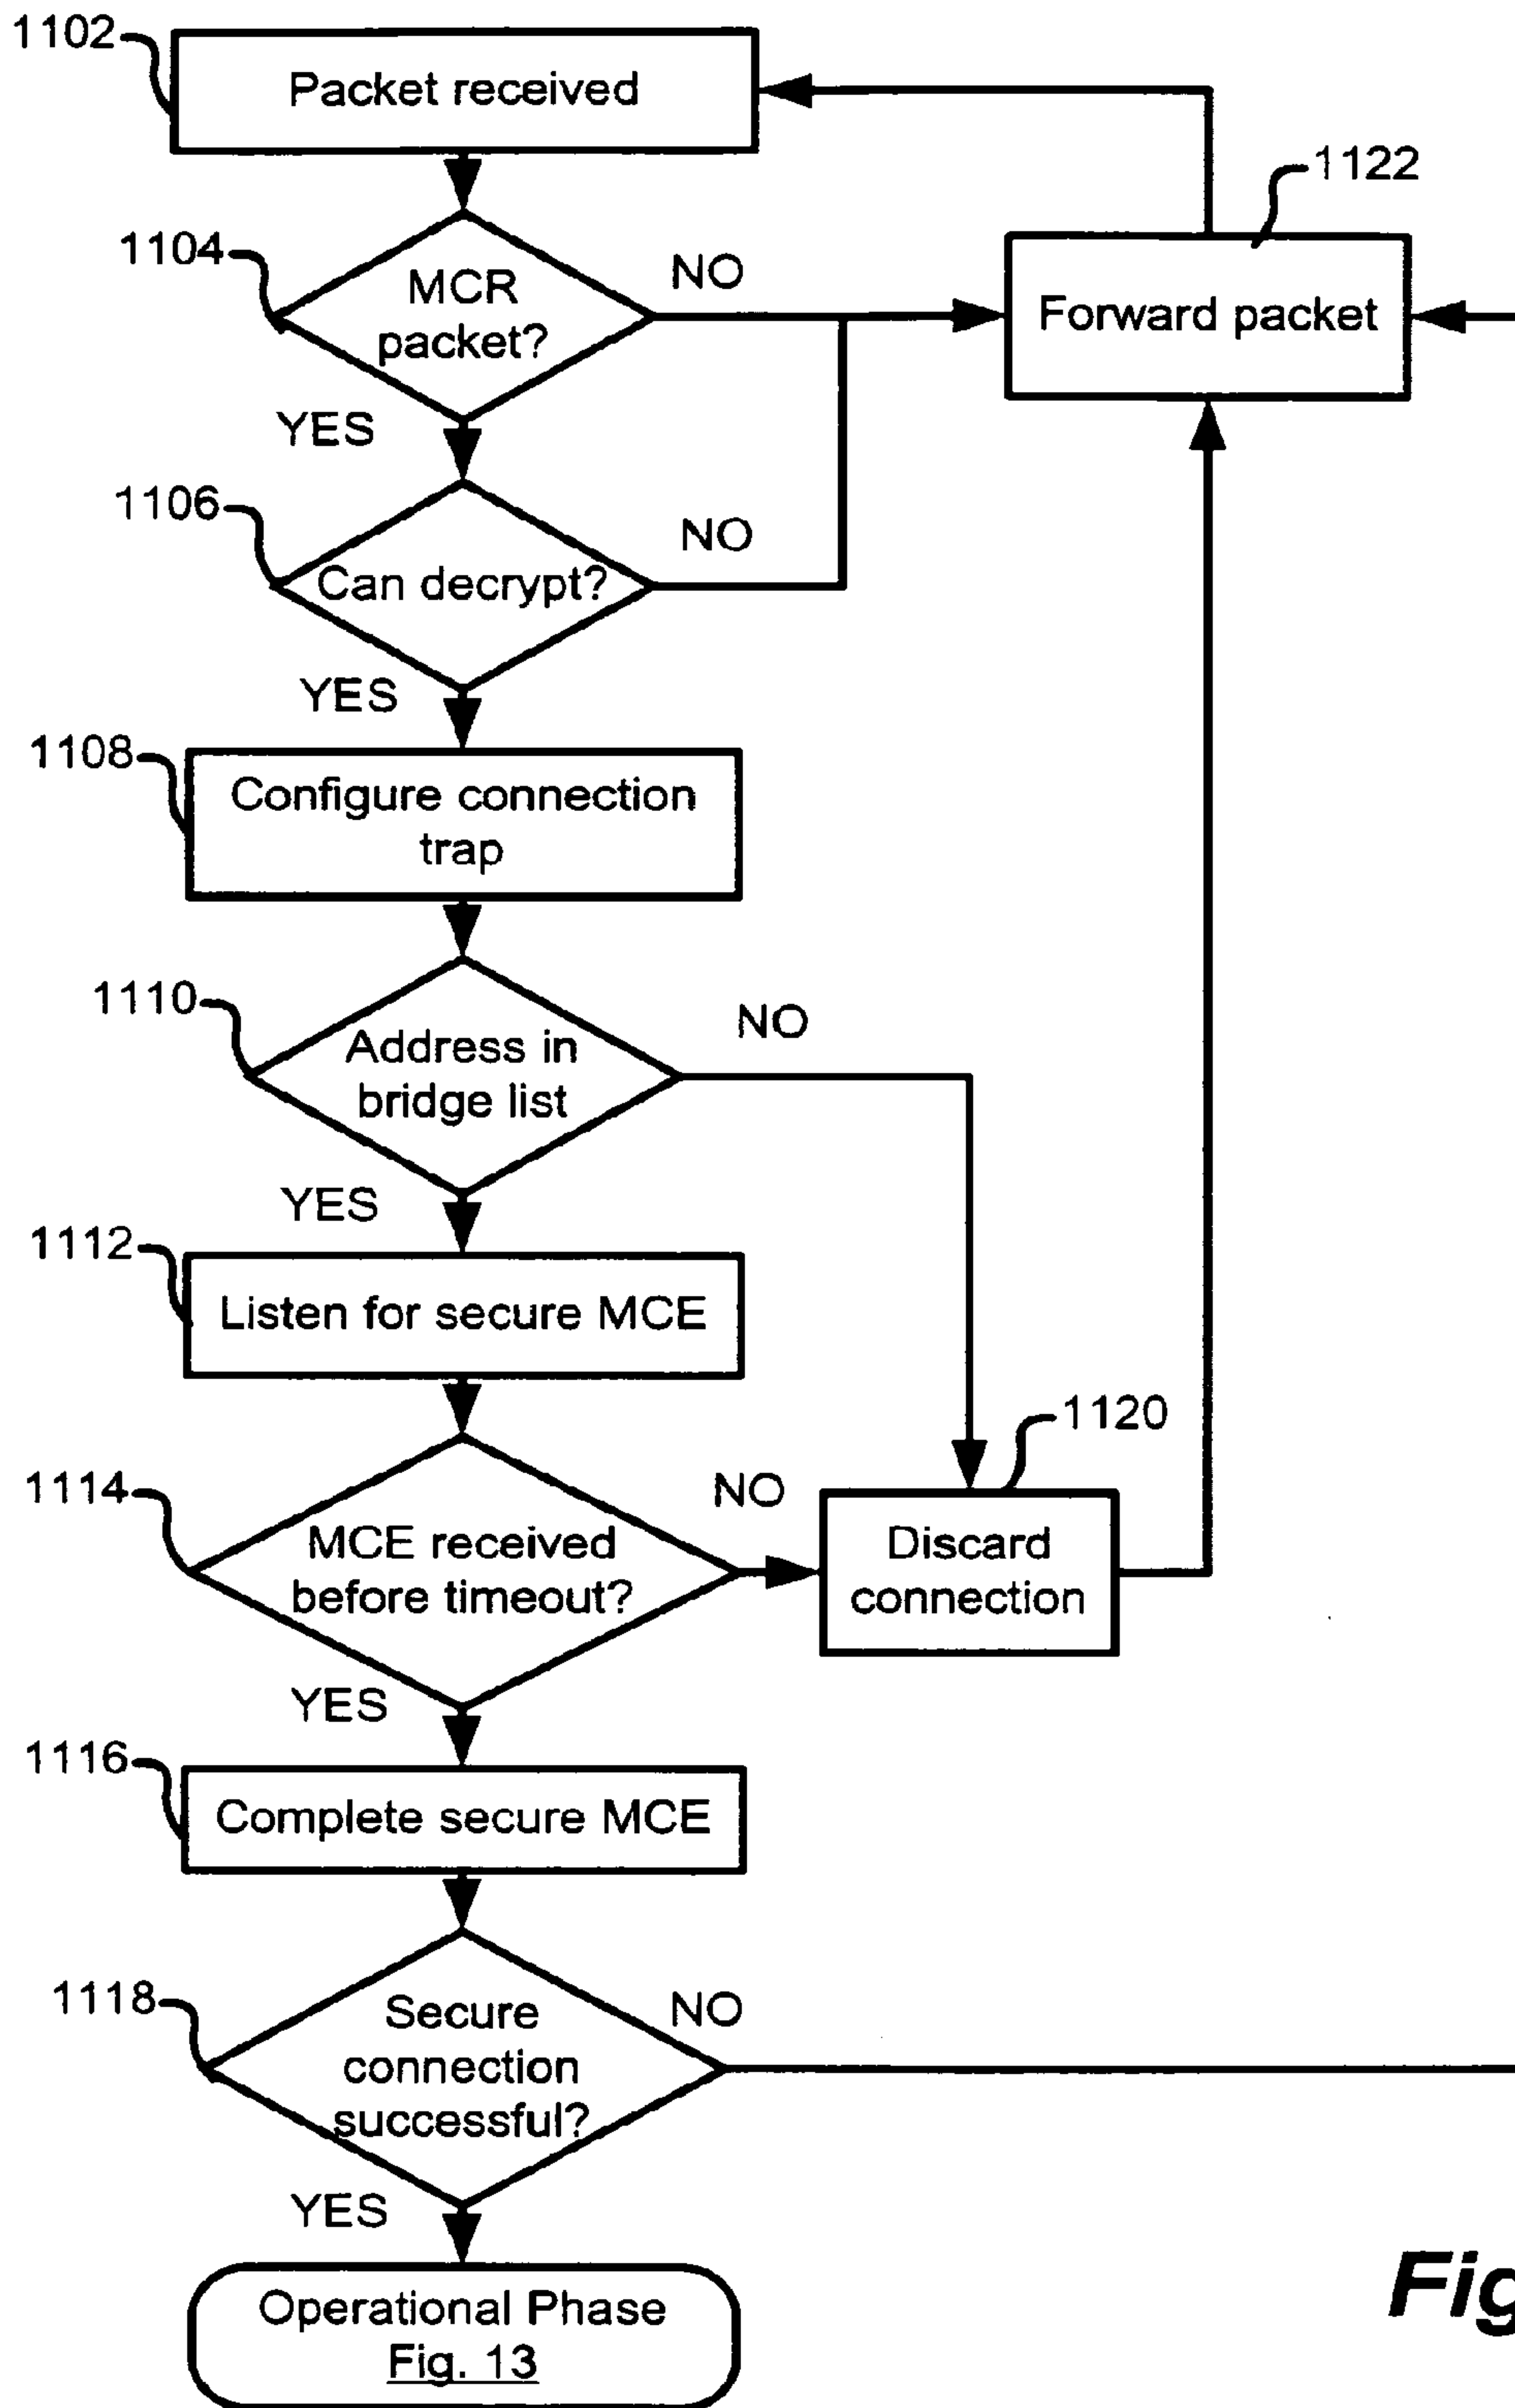 1102
Packet received
1122
1104
MCR
packet?
NO
Forward packet
YES
1106
Can decrypt?
NO
YES
1108
Configure connection
trap
1110
Address in
bridge list
NO
YES
1112
Listen for secure MCE
1120
1114
MCE received
before timeout?
NO
Discard
connection
YES
1116
Complete secure MCE
1118
Secure
connection
successful?
NO
YES
Operational Phase
Fig. 13
Fig